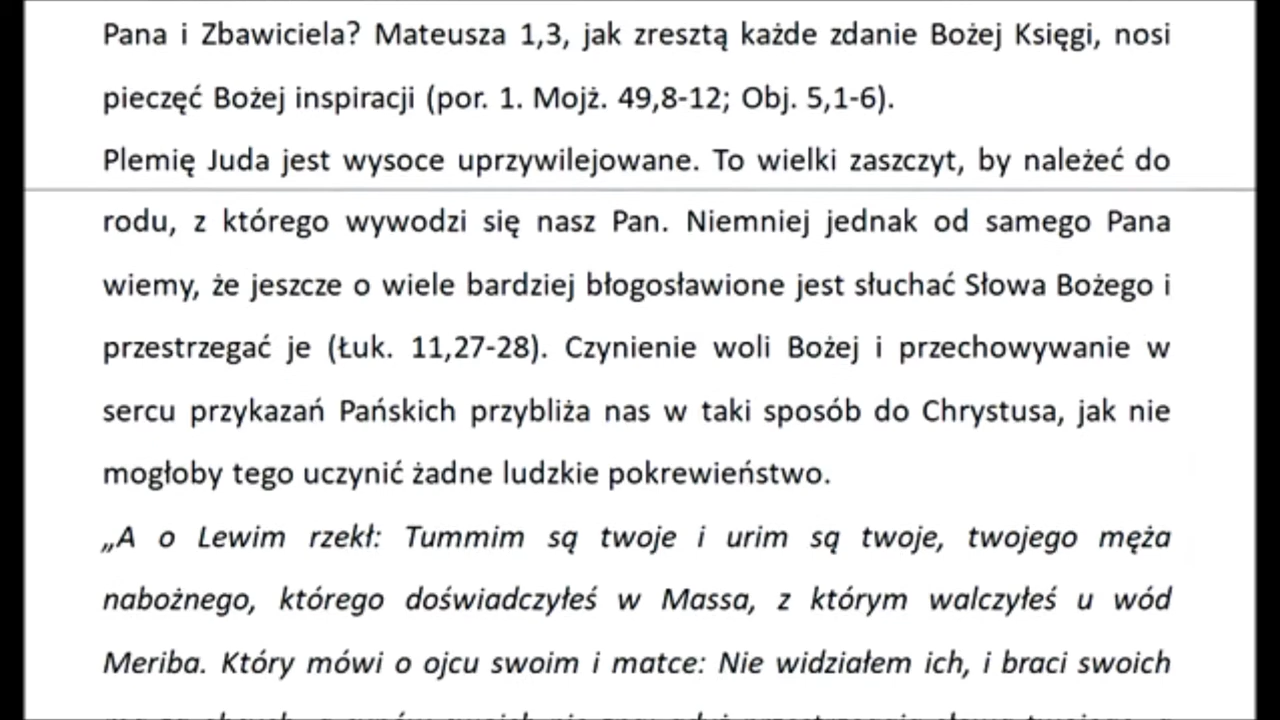 Pana i Zbawiciela? Mateusza 1,3, jak zresztą każde zdanie Bożej Księgi, nosi
pieczęć Bożej inspiracji (por. 1. Mojż. 49,8-12; Obj. 5,1-6).
Plemię Juda jest wysoce uprzywilejowane. To wielki zaszczyt, by należeć do
rodu, z którego wywodzi się nasz Pan. Niemniej jednak od samego Pana
wiemy, że jeszcze o wiele bardziej błogosławione jest słuchać Słowa Bożego i
przestrzegać je (Łuk. 11,27-28). Czynienie woli Bożej i przechowywanie w
sercu przykazań Pańskich przybliża nas w taki sposób do Chrystusa, jak nie
mogłoby tego uczynić żadne ludzkie pokrewieństwo.
„A o Lewim rzekł: Tummim są twoje i urim są twoje, twojego męża
nabożnego, którego doświadczyłeś w Massa, z którym walczyłeś u wód
Meriba. Który mówi o ojcu swoim i matce: Nie widziałem ich, i braci swoich